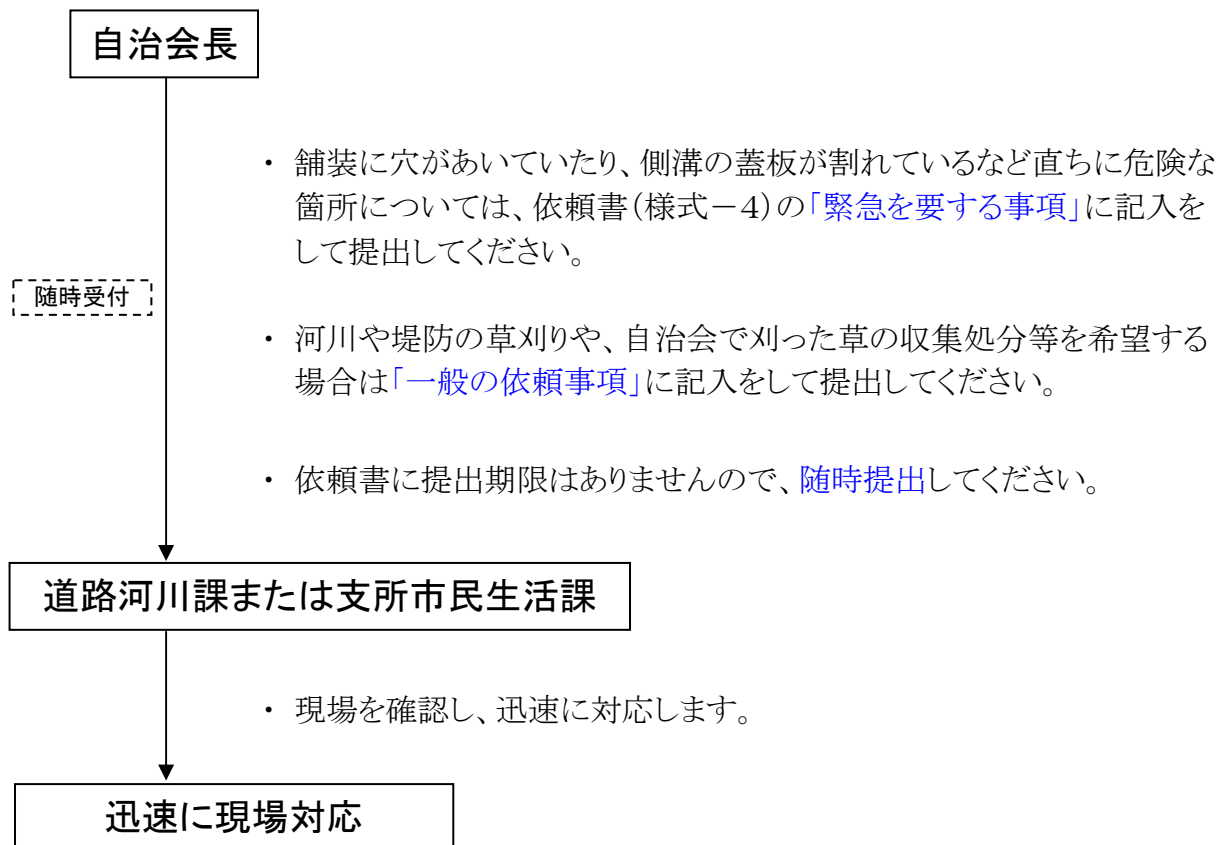 自治会長
・ 舗装に穴があいていたり、側溝の蓋板が割れているなど直ちに危険な
箇所については、依頼書（様式－４）の「緊急を要する事項」に記入を
して提出してください。
随時受付
・ 河川や堤防の草刈りや、自治会で刈った草の収集処分等を希望する
場合は「一般の依頼事項」に記入をして提出してください。
・ 依頼書に提出期限はありませんので、随時提出してください。
道路河川課または支所市民生活課
・ 現場を確認し、迅速に対応します。
迅速に現場対応